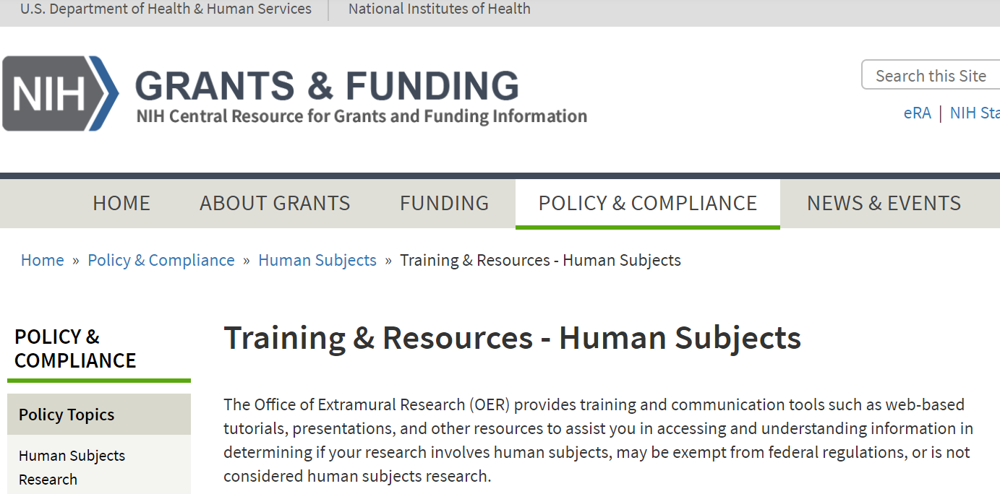 U.S. Department of Health & Human Services
National Institutes of Health
NIH
GRANTS & FUNDING
NIH Central Resource for Grants and Funding Information
Search this Site
eRA | NIH Sta
HOME
ABOUT GRANTS
FUNDING
POLICY & COMPLIANCE
NEWS & EVENTS
Home » Policy & Compliance » Human Subjects » Training & Resources - Human Subjects
POLICY &
COMPLIANCE
Policy Topics
Human Subjects
Research
Training & Resources - Human Subjects
The Office of Extramural Research (OER) provides training and communication tools such as web-based
tutorials, presentations, and other resources to assist you in accessing and understanding information in
determining if your research involves human subjects, may be exempt from federal regulations, or is not
considered human subjects research.